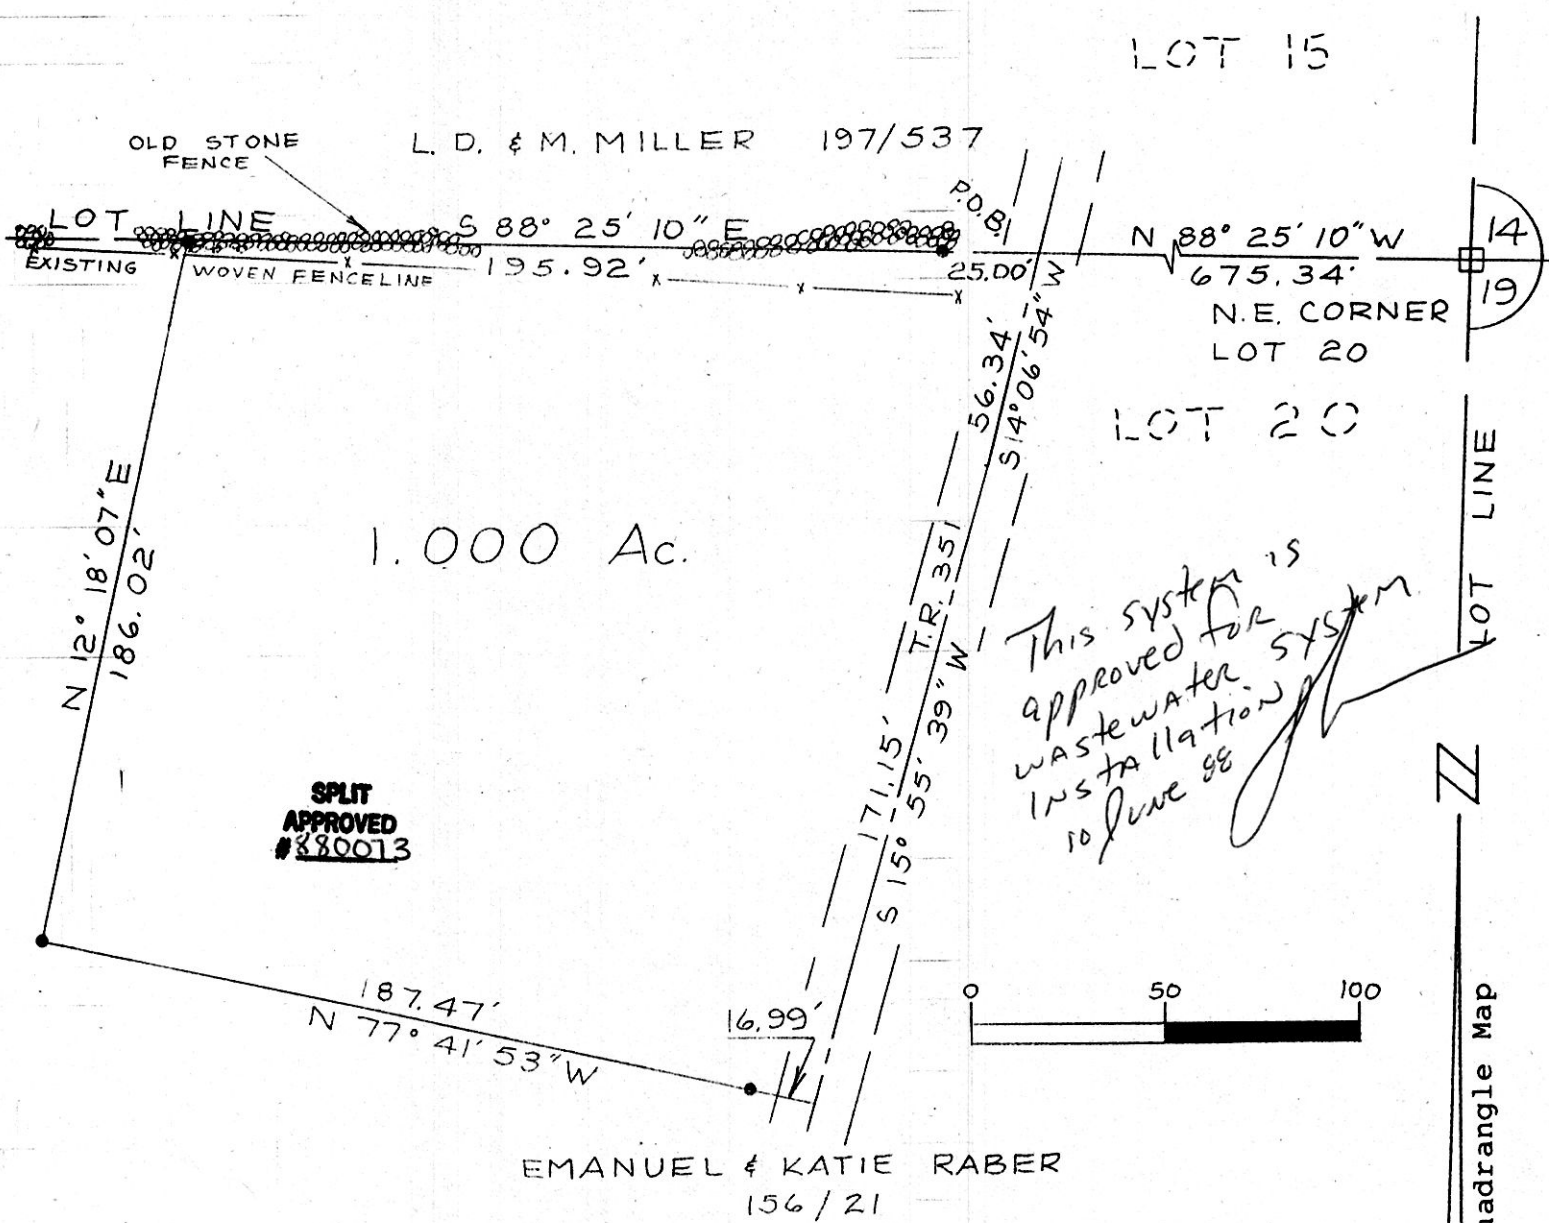 LOT 15
OLD STONE
FENCE
L. D. & M. MILLER 197/537
P.O.B.
LOT LINE
S 88° 25' 10" E
195.92'
EXISTING
WOVEN FENCELINE
25.00'
N 88° 25' 10" W
675.34'
14
19
N.E. CORNER
LOT 20
56.34'
S 14° 06' 54" W
LOT 20
LOT LINE
LOT LINE
N 12° 18' 07" E
186.02'
1.000 Ac.
T.R. 351
171.15'
S 15° 55' 39" W
This system is
approved for
wastewater system
installation
10 June 88
SPLIT
APPROVED
#880073
N
187.47'
N 77° 41' 53" W
16.99'
0 50 100
uadrangle Map
EMANUEL & KATIE RABER
156 / 21